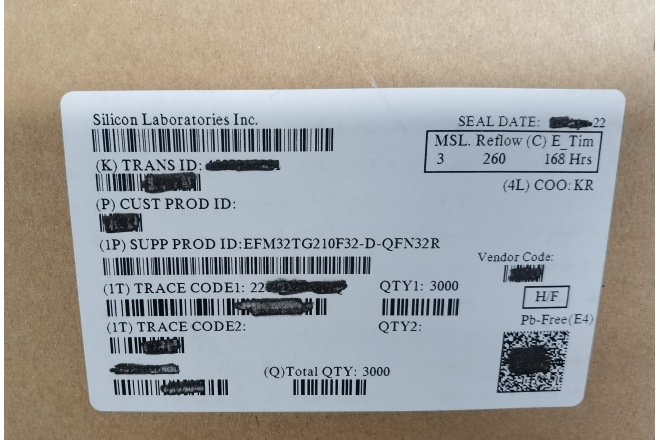 Silicon Laboratories Inc.
SEAL DATE: 22
MSL. Reflow (C) E_Tim
3 260 168 Hrs
(K) TRANS ID:
(4L) COO: KR
(P) CUST PROD ID:
(1P) SUPP PROD ID:EFM32TG210F32-D-QFN32R
Vendor Code:
(1T) TRACE CODE1: 22
QTY1: 3000
H/F
(1T) TRACE CODE2:
QTY2:
Pb-Free(E4)
(Q)Total QTY: 3000